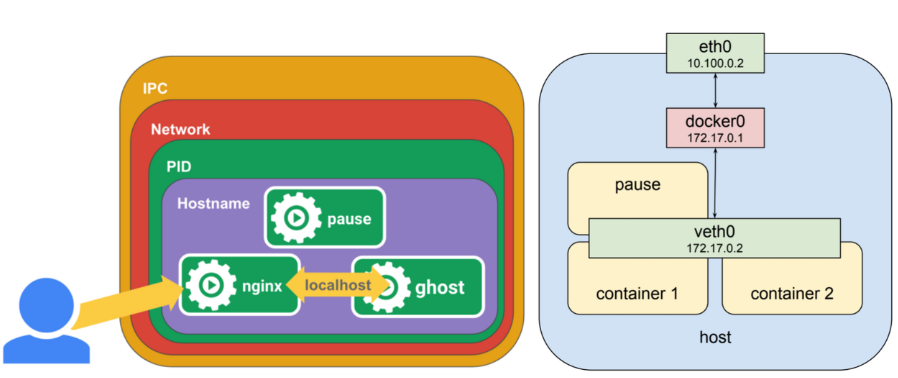 IPC
Network
PID
Hostname
pause
nginx
localhost
ghost
eth0
10.100.0.2
docker0
172.17.0.1
pause
veth0
172.17.0.2
container 1
container 2
host